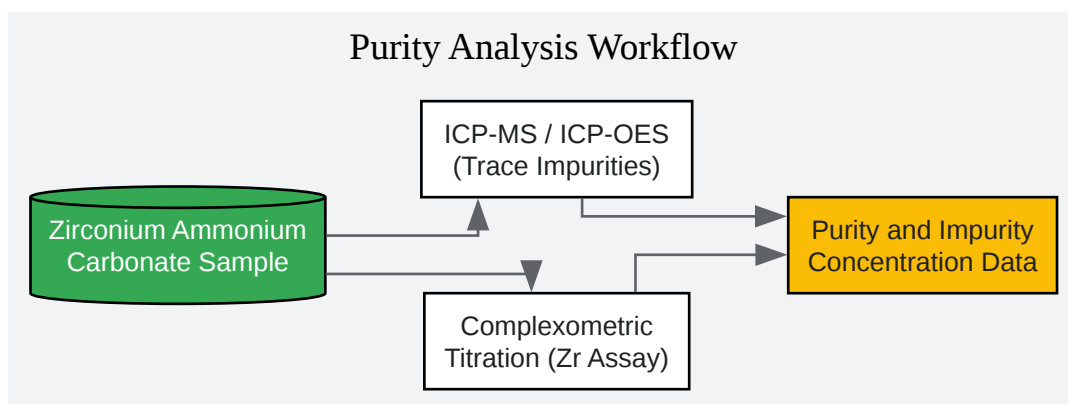 Purity Analysis Workflow
ICP-MS / ICP-OES
(Trace Impurities)
Zirconium Ammonium
Carbonate Sample
Purity and Impurity
Concentration Data
Complexometric
Titration (Zr Assay)